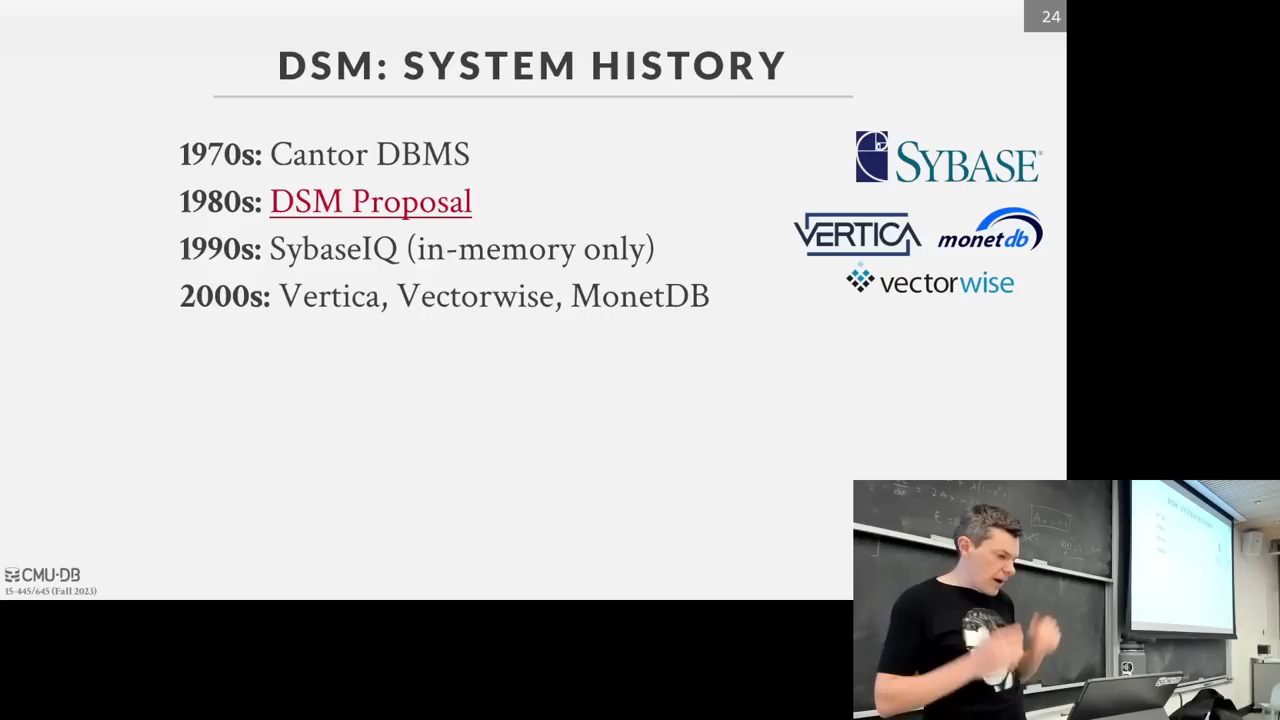 24
DSM: SYSTEM HISTORY
1970s: Cantor DBMS
1980s: DSM Proposal
1990s: SybaseIQ (in-memory only)
2000s: Vertica, Vectorwise, MonetDB
SYBASE®
VERTICA
monetdb
vectorwise
CMU·DB
15-445/645 (Fall 2023)